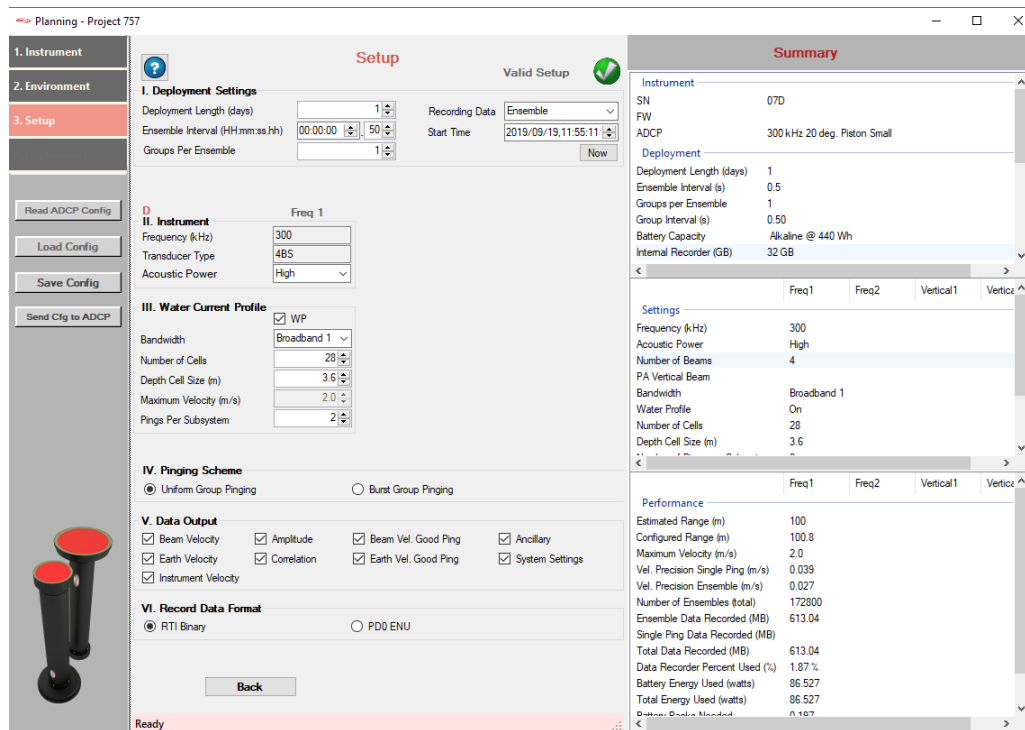 Planning - Project 757
1. Instrument
2. Environment
3. Setup
Read ADCP Config
Load Config
Save Config
Send Cfg to ADCP
Setup
Valid Setup
I. Deployment Settings
Deployment Length (days) 1
Ensemble Interval (HH:mm:ss.hh) 00:00:00 . 50
Groups Per Ensemble 1
Recording Data Ensemble
Start Time 2019/09/19,11:55:11
Now
D Freq 1
II. Instrument
Frequency (kHz) 300
Transducer Type 4BS
Acoustic Power High
III. Water Current Profile
WP
Bandwidth Broadband 1
Number of Cells 28
Depth Cell Size (m) 3.6
Maximum Velocity (m/s) 2.0
Pings Per Subsystem 2
IV. Pinging Scheme
Uniform Group Pinging Burst Group Pinging
V. Data Output
Beam Velocity Amplitude Beam Vel. Good Ping Ancillary
Earth Velocity Correlation Earth Vel. Good Ping System Settings
Instrument Velocity
VI. Record Data Format
RTI Binary PD0 ENU
Back
Ready
Summary
Instrument
SN 07D
FW
ADCP 300 kHz 20 deg. Piston Small
Deployment
Deployment Length (days) 1
Ensemble Interval (s) 0.5
Groups per Ensemble 1
Group Interval (s) 0.50
Battery Capacity Alkaline @ 440 Wh
Internal Recorder (GB) 32 GB
Freq1 Freq2 Vertical1 Vertica
Settings
Frequency (kHz) 300
Acoustic Power High
Number of Beams 4
PA Vertical Beam
Bandwidth Broadband 1
Water Profile On
Number of Cells 28
Depth Cell Size (m) 3.6
Freq1 Freq2 Vertical1 Vertica
Performance
Estimated Range (m) 100
Configured Range (m) 100.8
Maximum Velocity (m/s) 2.0
Vel. Precision Single Ping (m/s) 0.039
Vel. Precision Ensemble (m/s) 0.027
Number of Ensembles (total) 172800
Ensemble Data Recorded (MB) 613.04
Single Ping Data Recorded (MB)
Total Data Recorded (MB) 613.04
Data Recorder Percent Used (%) 1.87 %
Battery Energy Used (watts) 86.527
Total Energy Used (watts) 86.527
Battery Packs Needed 0.197